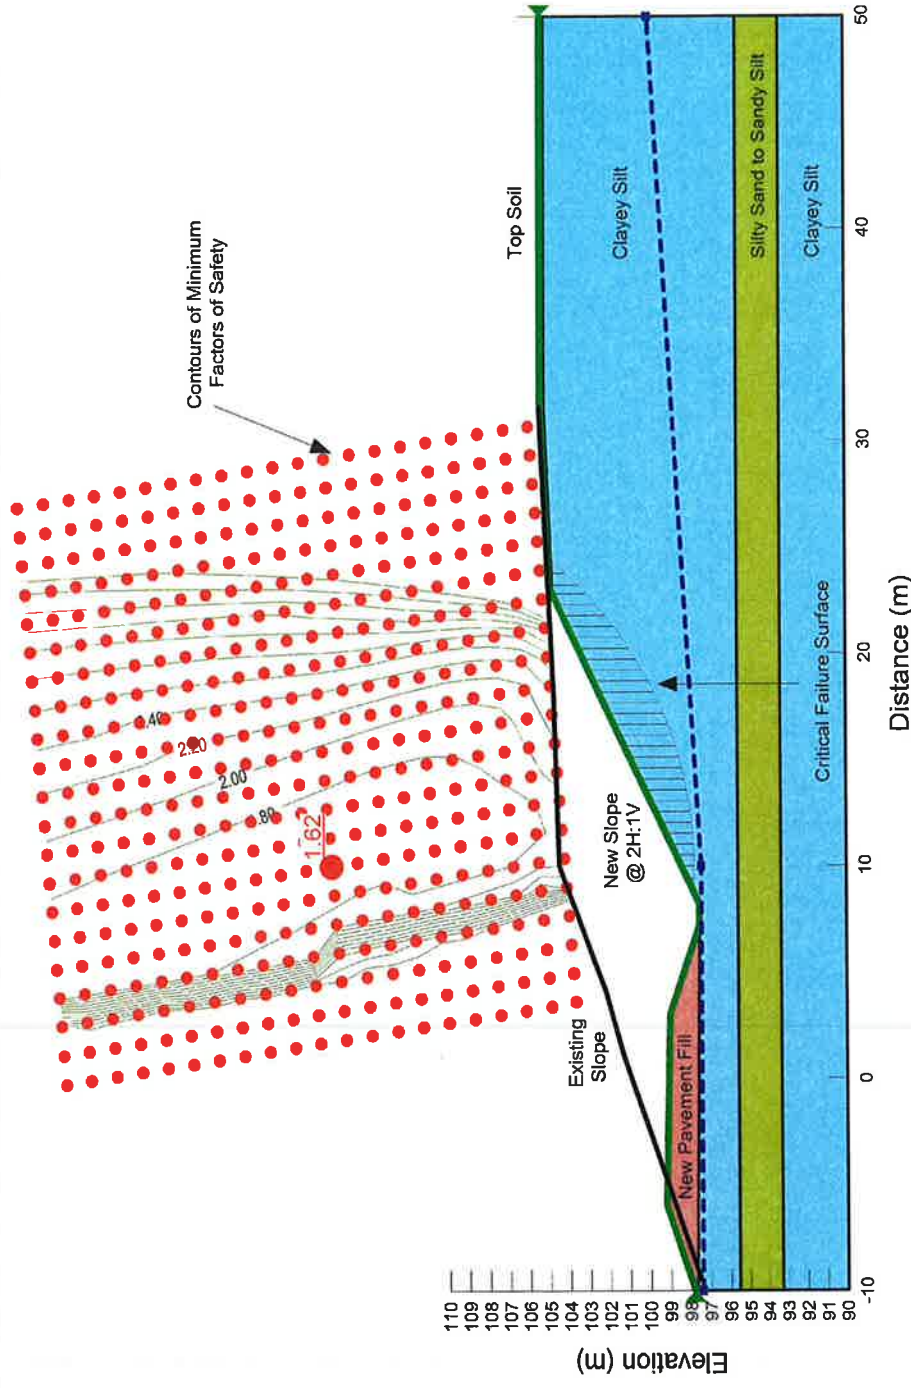 Contours of Minimum
Factors of Safety
.40
2.20
2.00
.80
1.62
Top Soil
Existing
Slope
New Slope
@ 2H:1V
Clayey Silt
New Pavement Fill
Silty Sand to Sandy Silt
Critical Failure Surface
Clayey Silt
Elevation (m)
110
109
108
107
106
105
104
103
102
101
100
99
98
97
96
95
94
93
92
91
90
-10
0
10
20
30
40
50
Distance (m)